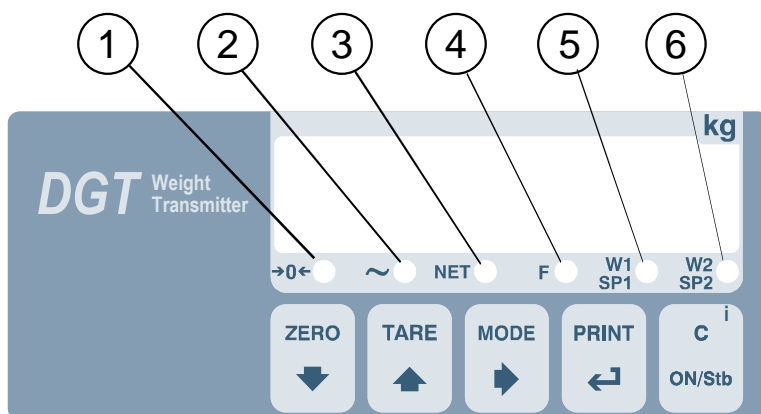 1 2 3 4 5 6
kg
DGT Weight Transmitter
→0← ~ NET F W1 SP1 W2 SP2
ZERO TARE MODE PRINT C i
ON/Stb